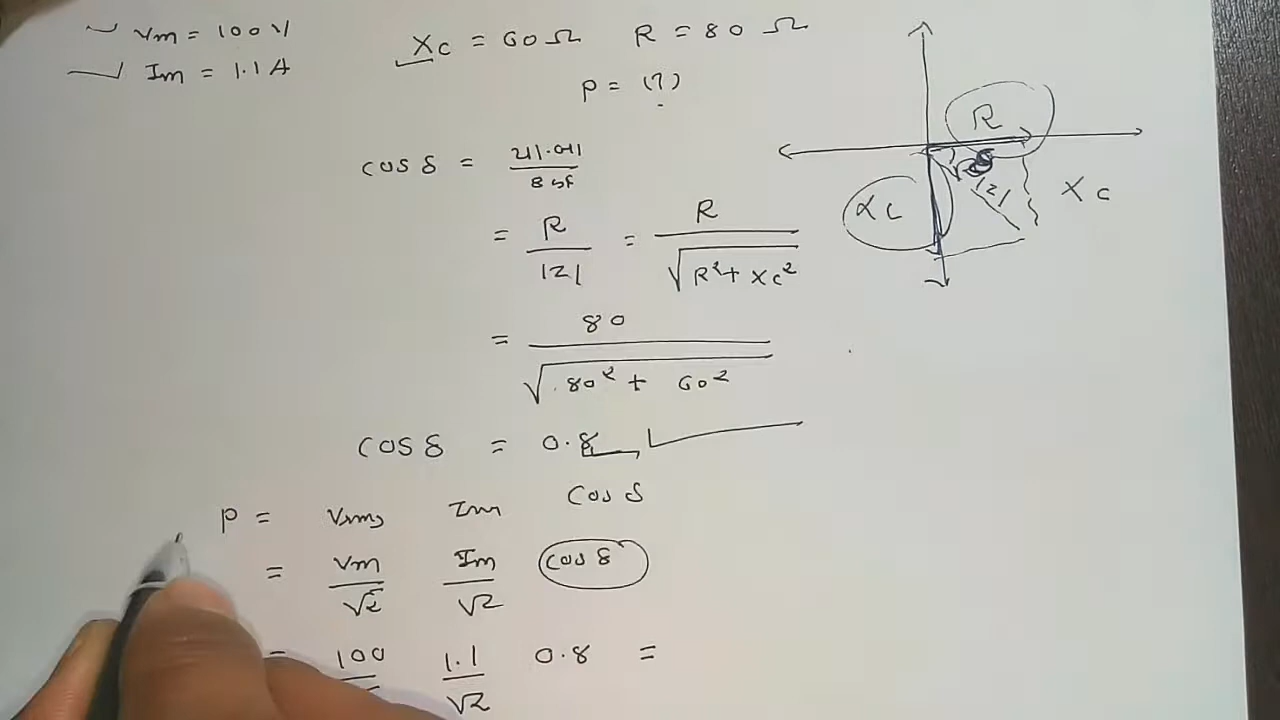 Vm = 100 V
Im = 1.1 A
Xc = 60 Ω R = 80 Ω
P = (?)
R
Xc
|Z|
Xc
cos δ =
= R / |Z| = R / √R² + Xc²
= 80 / √80² + 60²
cos δ = 0.8
P = Vrms Irms cos δ
= Vm / √2 Im / √2 cos δ
= 100 1.1 / √2 0.8 =